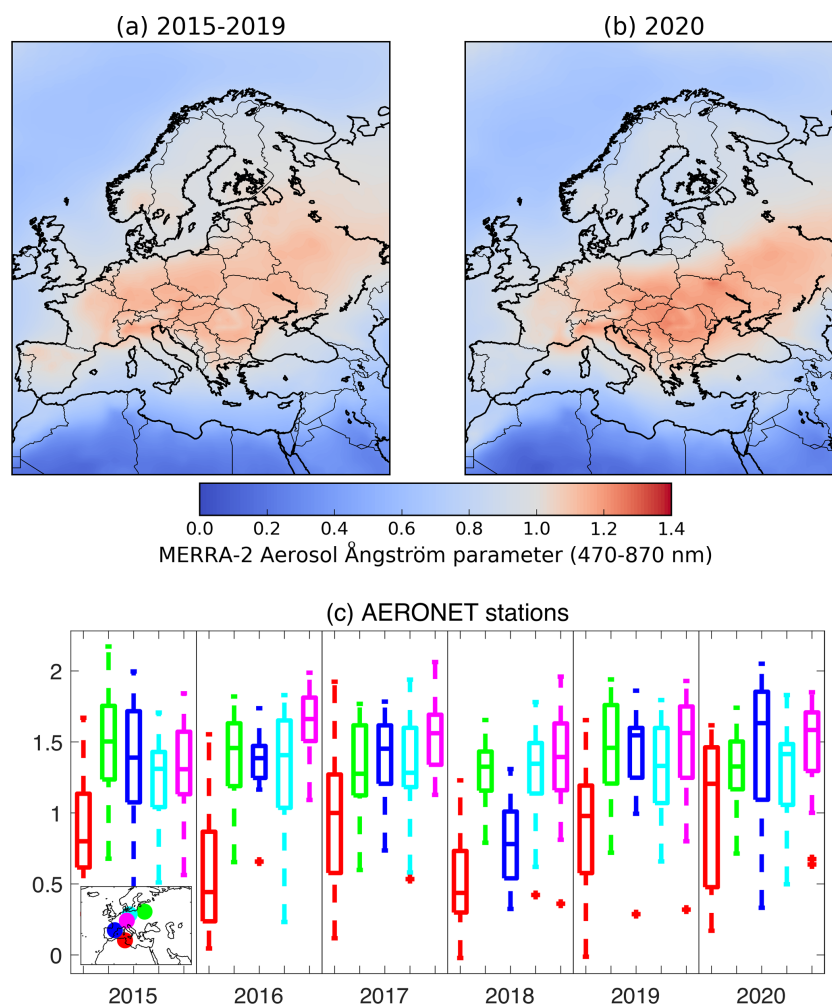 (a) 2015-2019
(b) 2020
0.0 0.2 0.4 0.6 0.8 1.0 1.2 1.4
MERRA-2 Aerosol Ångström parameter (470-870 nm)
(c) AERONET stations
2
1.5
1
0.5
0
2015 2016 2017 2018 2019 2020